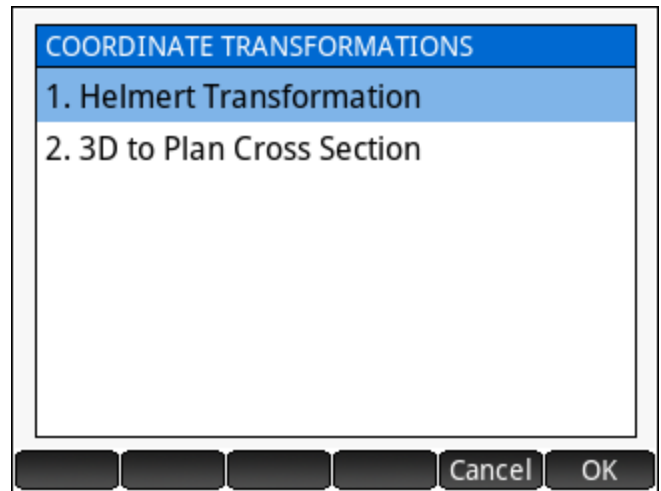 COORDINATE TRANSFORMATIONS
1. Helmert Transformation
2. 3D to Plan Cross Section
Cancel OK